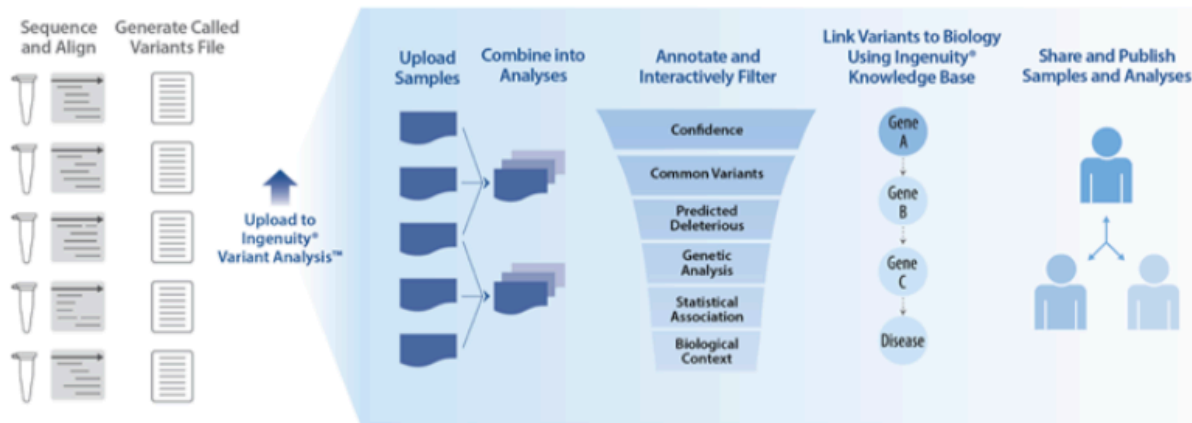 Sequence
and Align
Generate Called
Variants File
Upload to
Ingenuity®
Variant Analysis™
Upload
Samples
Combine into
Analyses
Annotate and
Interactively Filter
Confidence
Common Variants
Predicted
Deleterious
Genetic
Analysis
Statistical
Association
Biological
Context
Link Variants to Biology
Using Ingenuity®
Knowledge Base
Gene
A
Gene
B
Gene
C
Disease
Share and Publish
Samples and Analyses